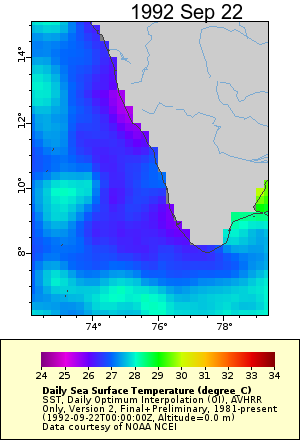 1992 Sep 22
14°
12°
10°
8°
74°
76°
78°
24 25 26 27 28 29 30 31 32 33 34
Daily Sea Surface Temperature (degree_C)
SST, Daily Optimum Interpolation (OI), AVHRR
Only, Version 2, Final+Preliminary, 1981-present
(1992-09-22T00:00:00Z, Altitude=0.0 m)
Data courtesy of NOAA NCEI